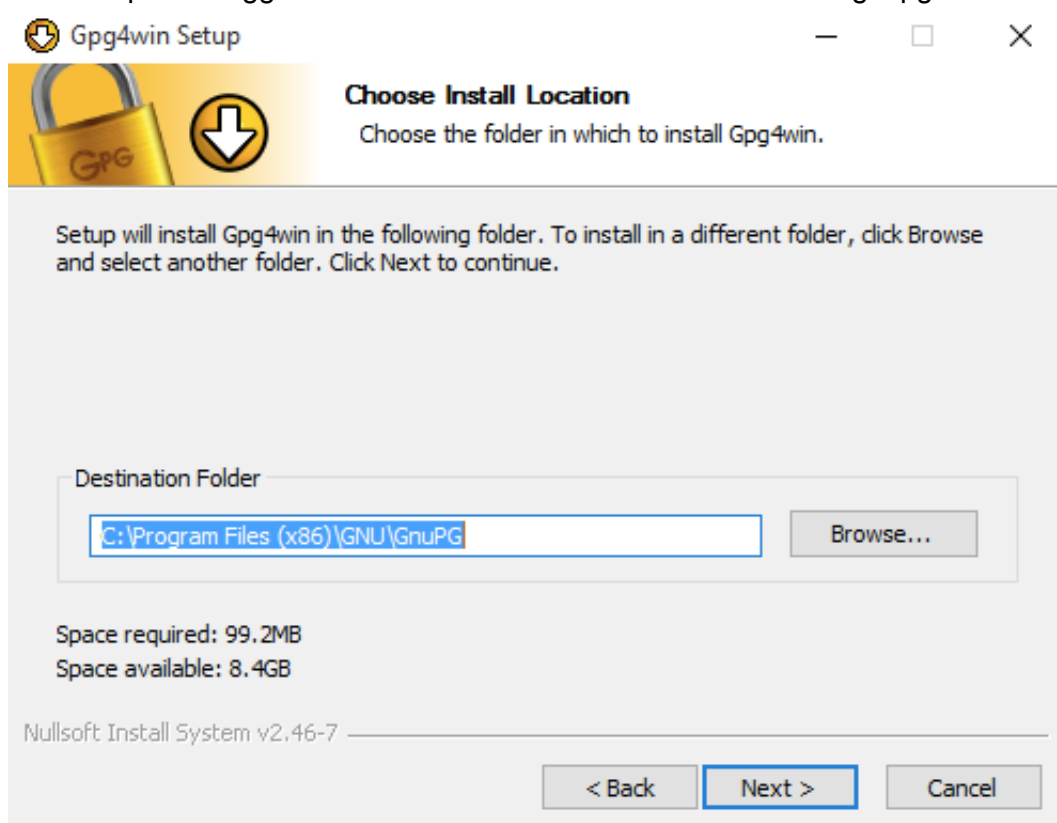 Gpg4win Setup
GPG
Choose Install Location
Choose the folder in which to install Gpg4win.
Setup will install Gpg4win in the following folder. To install in a different folder, click Browse
and select another folder. Click Next to continue.
Destination Folder
C:\Program Files (x86)\GNU\GnuPG
Browse...
Space required: 99.2MB
Space available: 8.4GB
Nullsoft Install System v2.46-7
< Back
Next >
Cancel